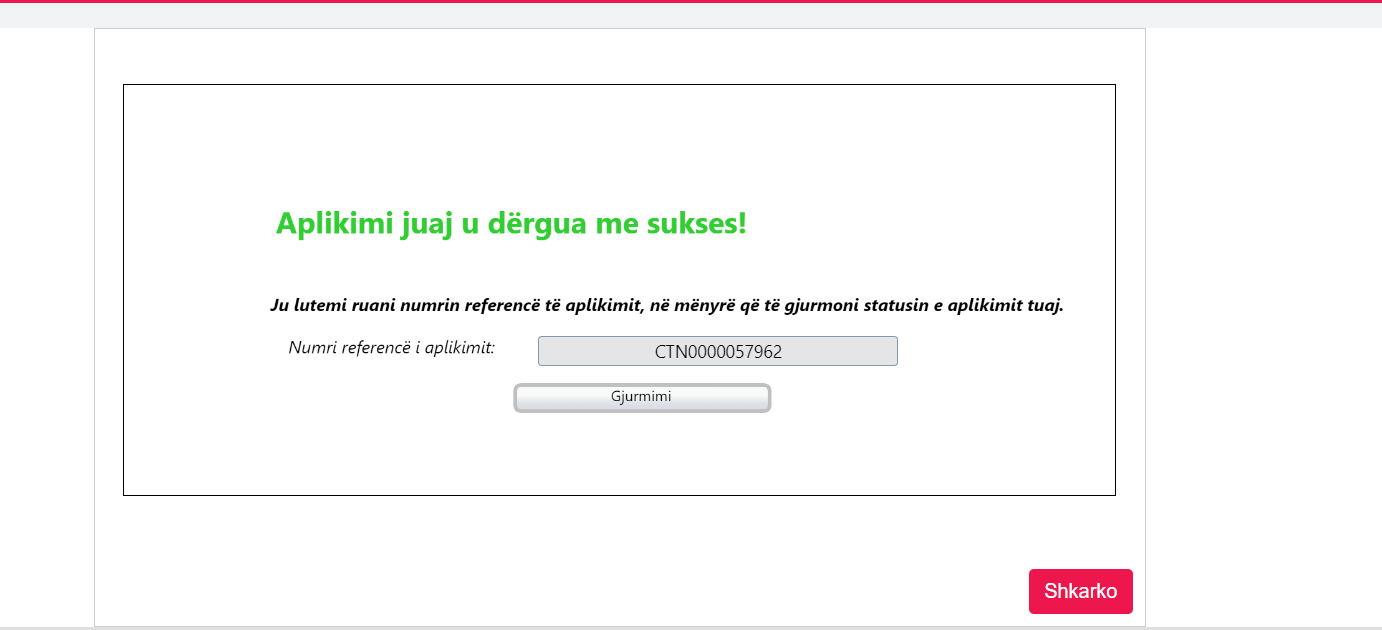 Aplikimi juaj u dërgua me sukses!
Ju lutemi ruani numrin referencë të aplikimit, në mënyrë që të gjurmoni statusin e aplikimit tuaj.
Numri referencë i aplikimit: CTN0000057962
Gjurmimi
Shkarko